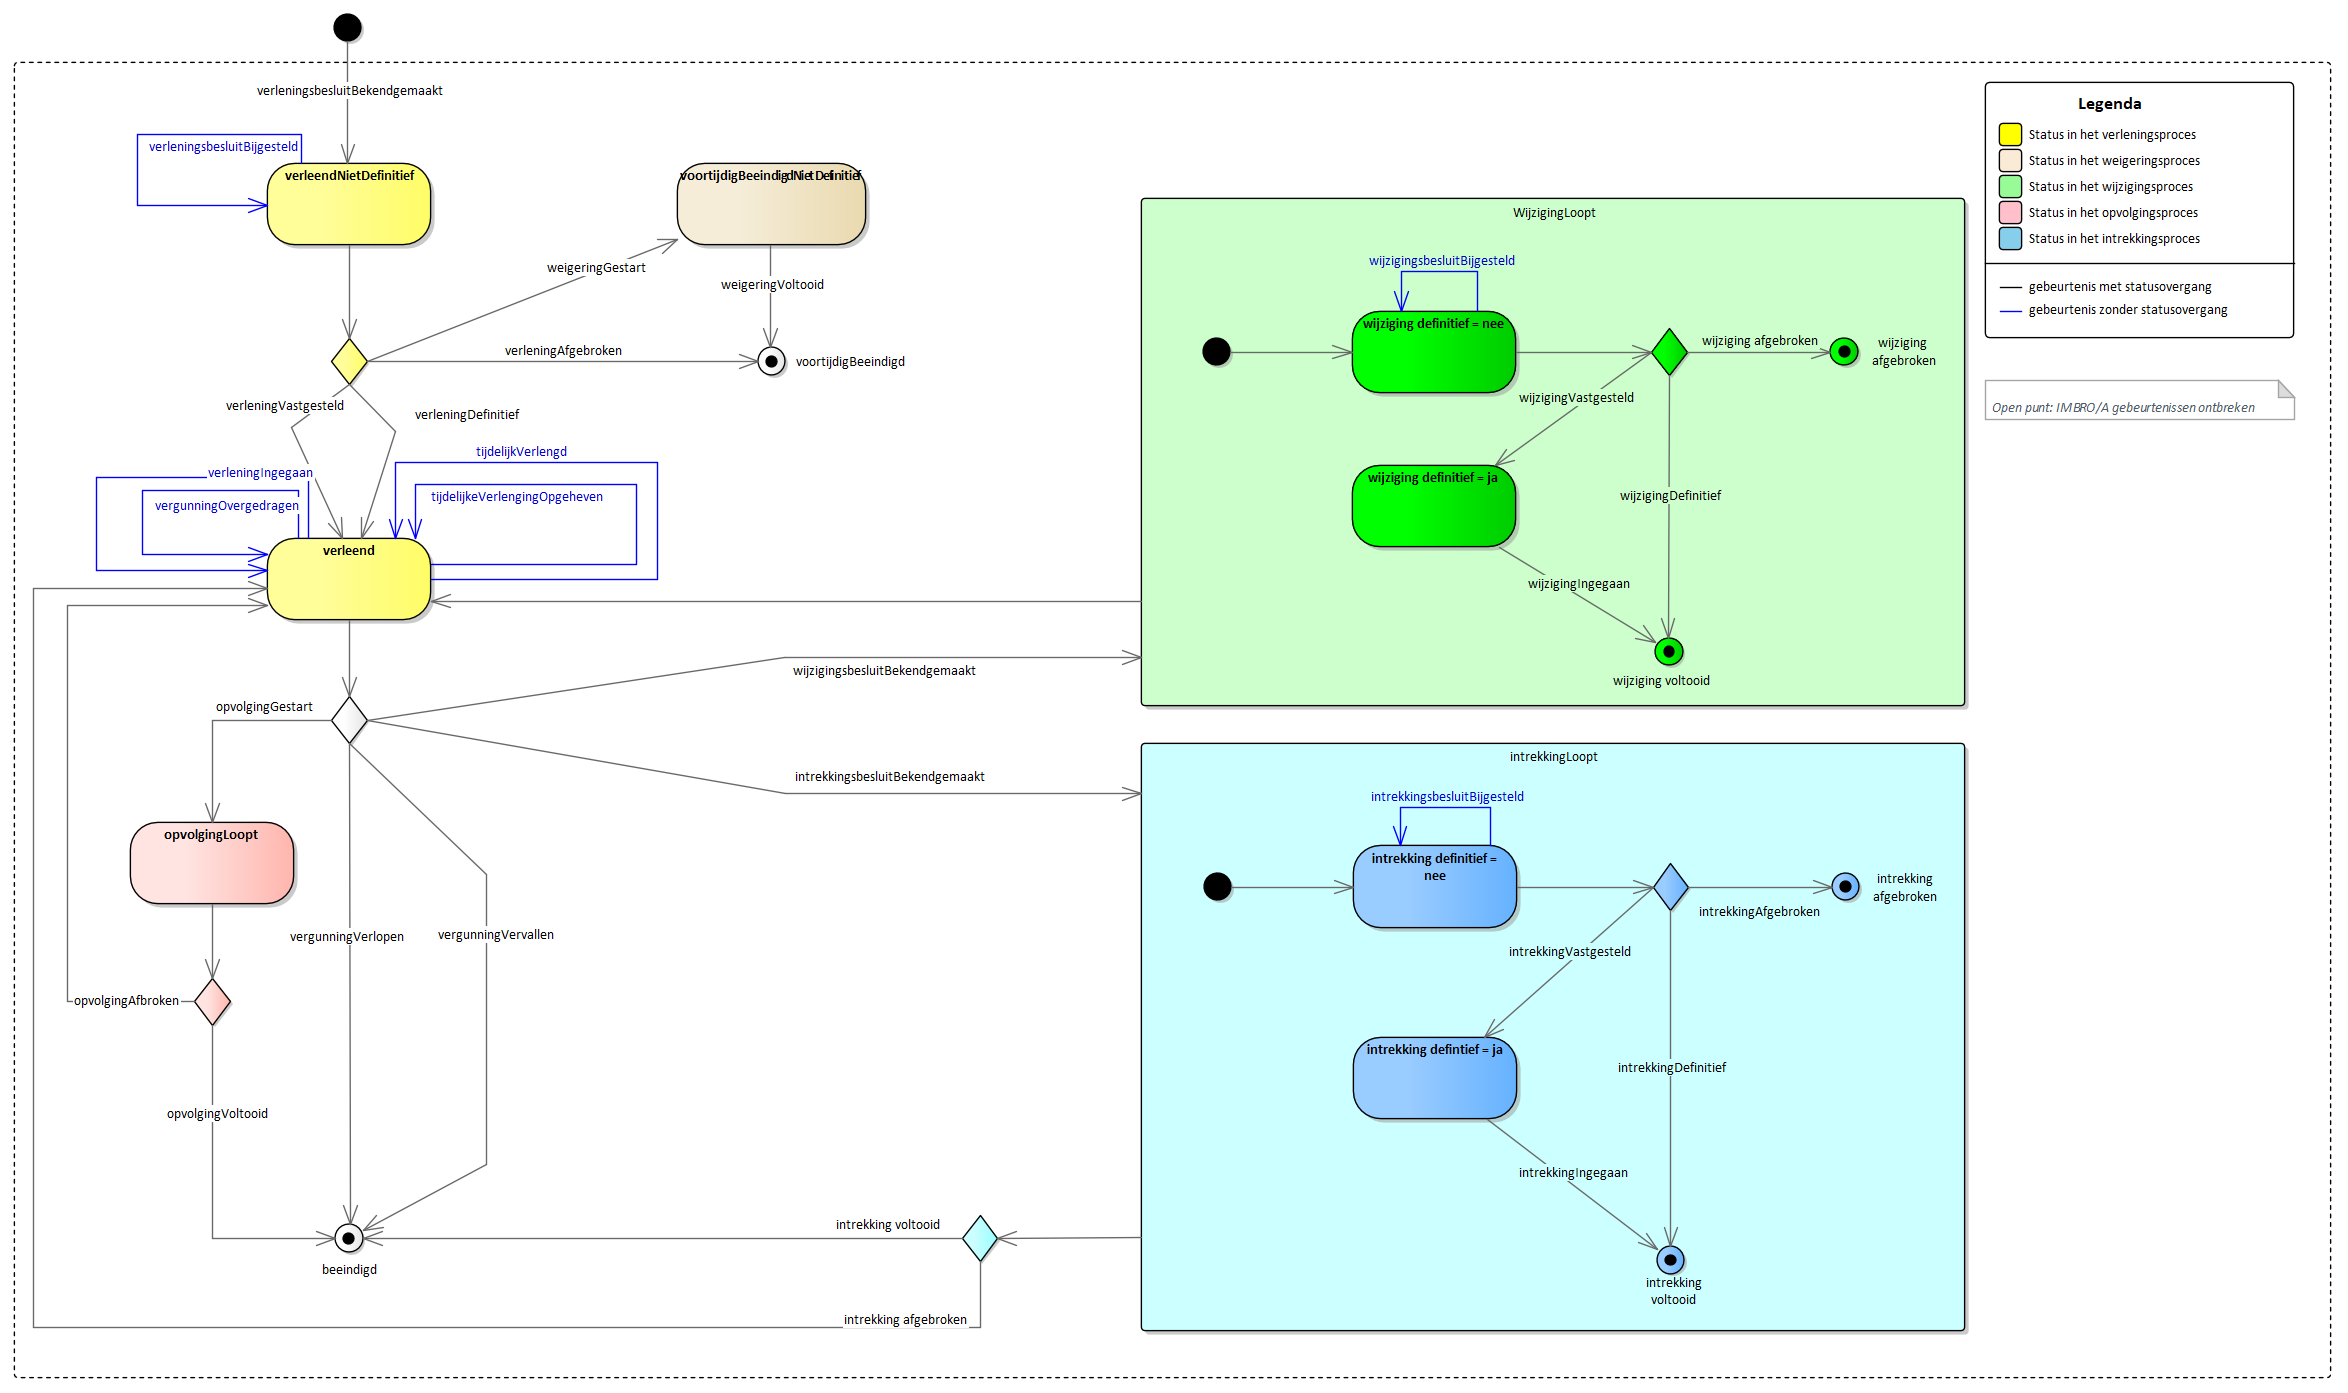 verleningsbesluitBekendgemaakt
verleningsbesluitBijgesteld
verleendNietDefinitief
weigeringGestart
weigeringVoltooid
verleningAfgebroken
voortijdigBeeindigd
verleningVastgesteld
verleningDefinitief
tijdelijkVerlengd
verleningIngegaan
tijdelijkeVerlengingOpgeheven
vergunningOvergedragen
verleend
wijzigingsbesluitBekendgemaakt
opvolgingGestart
intrekkingsbesluitBekendgemaakt
opvolgingLoopt
vergunningVerlopen
vergunningVervallen
opvolgingAfbroken
opvolgingVoltooid
intrekking voltooid
beeindigd
intrekking afgebroken
WijzigingLoopt
wijzigingsbesluitBijgesteld
wijziging definitief = nee
wijziging afgebroken
wijziging
afgebroken
wijzigingVastgesteld
wijziging definitief = ja
wijzigingDefinitief
wijzigingIngegaan
wijziging voltooid
intrekkingLoopt
intrekkingsbesluitBijgesteld
intrekking definitief =
nee
intrekking
afgebroken
intrekkingAfgebroken
intrekkingVastgesteld
intrekking defintief = ja
intrekkingDefinitief
intrekkingIngegaan
intrekking
voltooid
Legenda
Status in het verleningsproces
Status in het weigeringsproces
Status in het wijzigingsproces
Status in het opvolgingsproces
Status in het intrekkingsproces
gebeurtenis met statusovergang
gebeurtenis zonder statusovergang
Open punt: IMBRO/A gebeurtenissen ontbreken